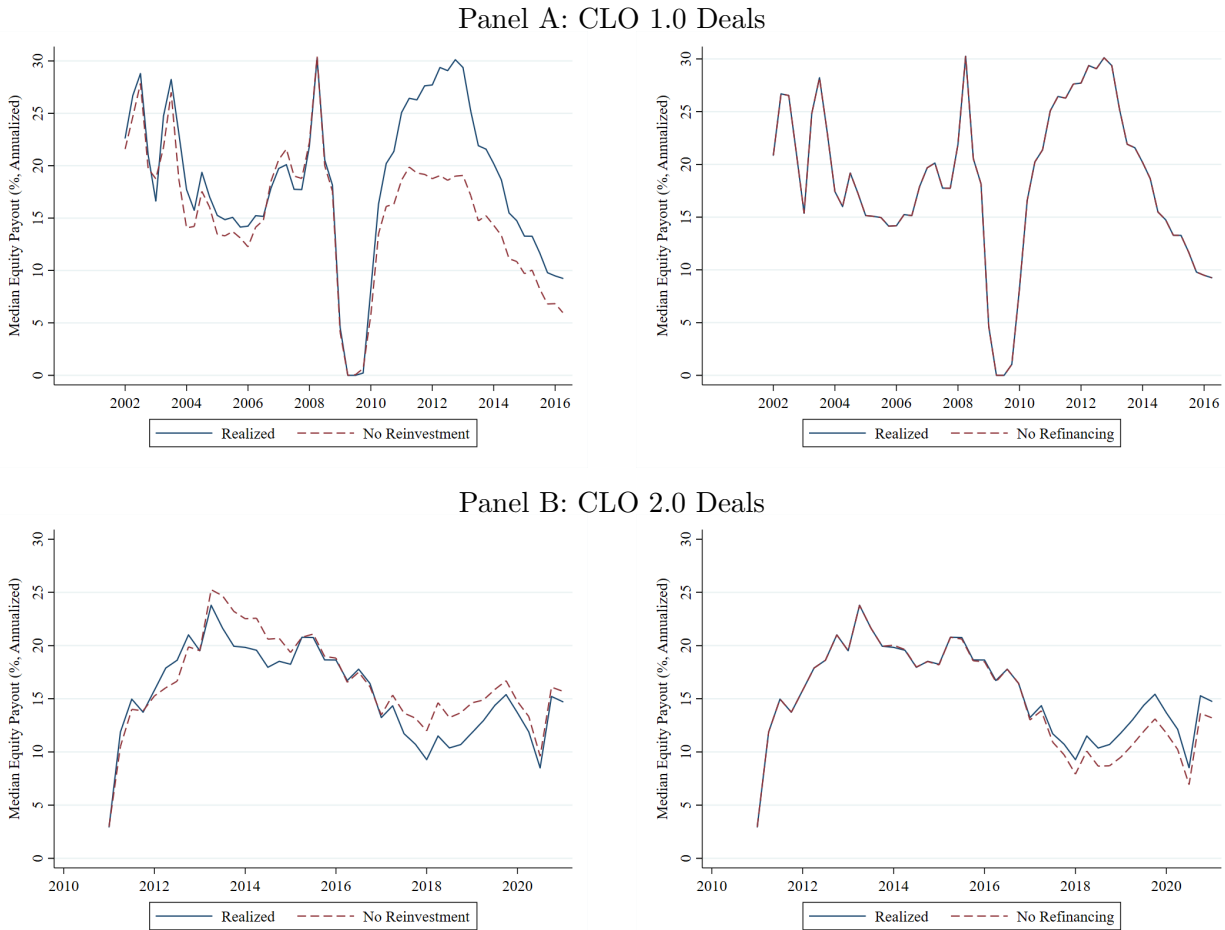 Panel A: CLO 1.0 Deals
Median Equity Payout (%, Annualized)
30
25
20
15
10
5
0
2002 2004 2006 2008 2010 2012 2014 2016
Realized No Reinvestment
Median Equity Payout (%, Annualized)
30
25
20
15
10
5
0
2002 2004 2006 2008 2010 2012 2014 2016
Realized No Refinancing
Panel B: CLO 2.0 Deals
Median Equity Payout (%, Annualized)
30
25
20
15
10
5
0
2010 2012 2014 2016 2018 2020
Realized No Reinvestment
Median Equity Payout (%, Annualized)
30
25
20
15
10
5
0
2010 2012 2014 2016 2018 2020
Realized No Refinancing